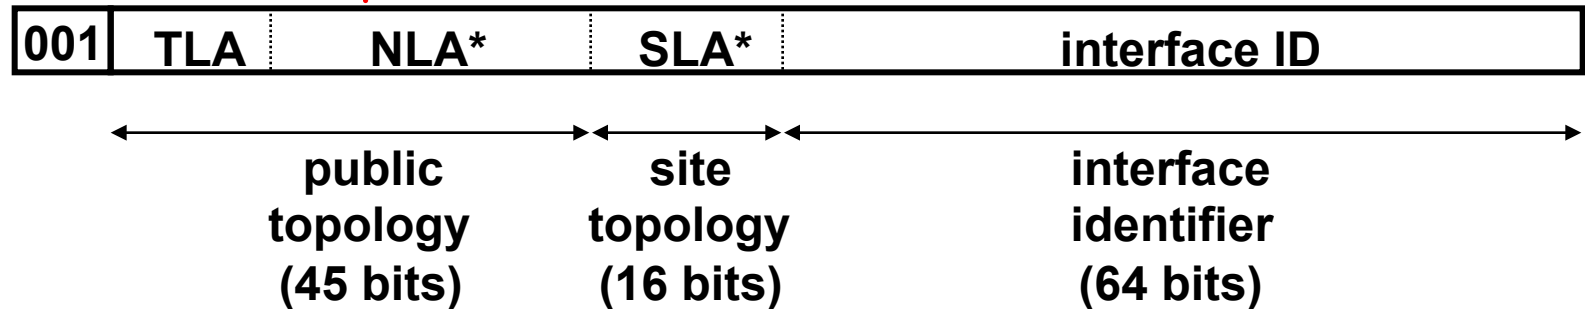 001 TLA NLA* SLA* interface ID
public site interface
topology topology identifier
(45 bits) (16 bits) (64 bits)